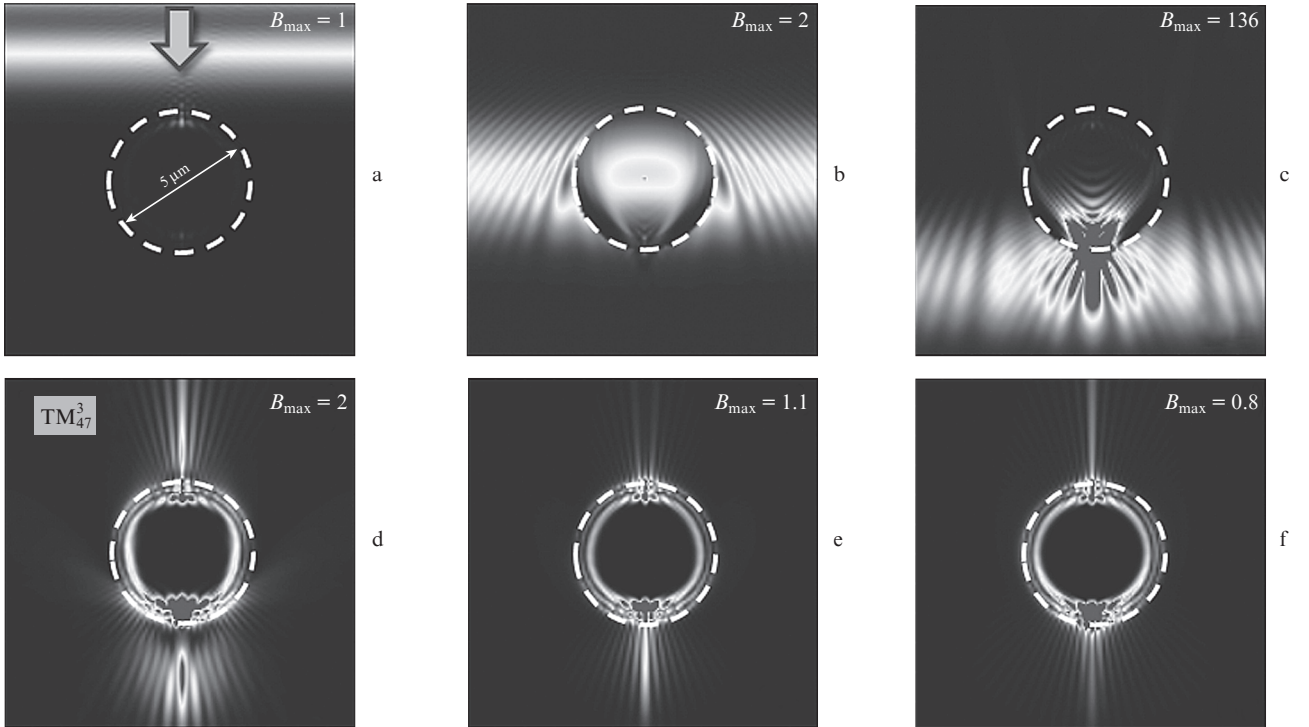 B_max = 1
5 µm
a
B_max = 2
b
B_max = 136
c
TM^3_47
B_max = 2
d
B_max = 1.1
e
B_max = 0.8
f